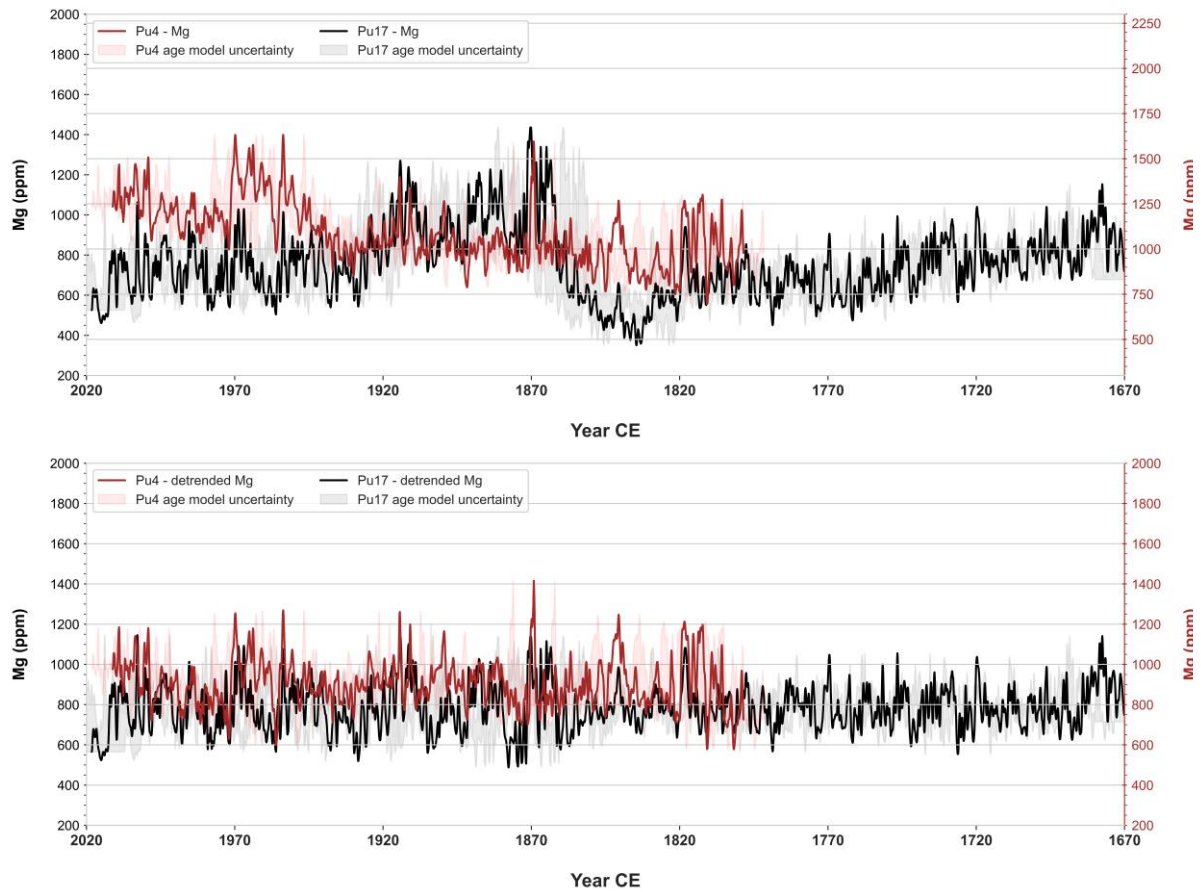 Pu4 - Mg
Pu17 - Mg
Pu4 age model uncertainty
Pu17 age model uncertainty
Mg (ppm)
2000
1800
1600
1400
1200
1000
800
600
400
200
2250
2000
1750
1500
1250
1000
750
500
Mg (ppm)
2020 1970 1920 1870 1820 1770 1720 1670
Year CE
Pu4 - detrended Mg
Pu17 - detrended Mg
Pu4 age model uncertainty
Pu17 age model uncertainty
Mg (ppm)
2000
1800
1600
1400
1200
1000
800
600
400
200
2000
1800
1600
1400
1200
1000
800
600
400
200
Mg (ppm)
2020 1970 1920 1870 1820 1770 1720 1670
Year CE